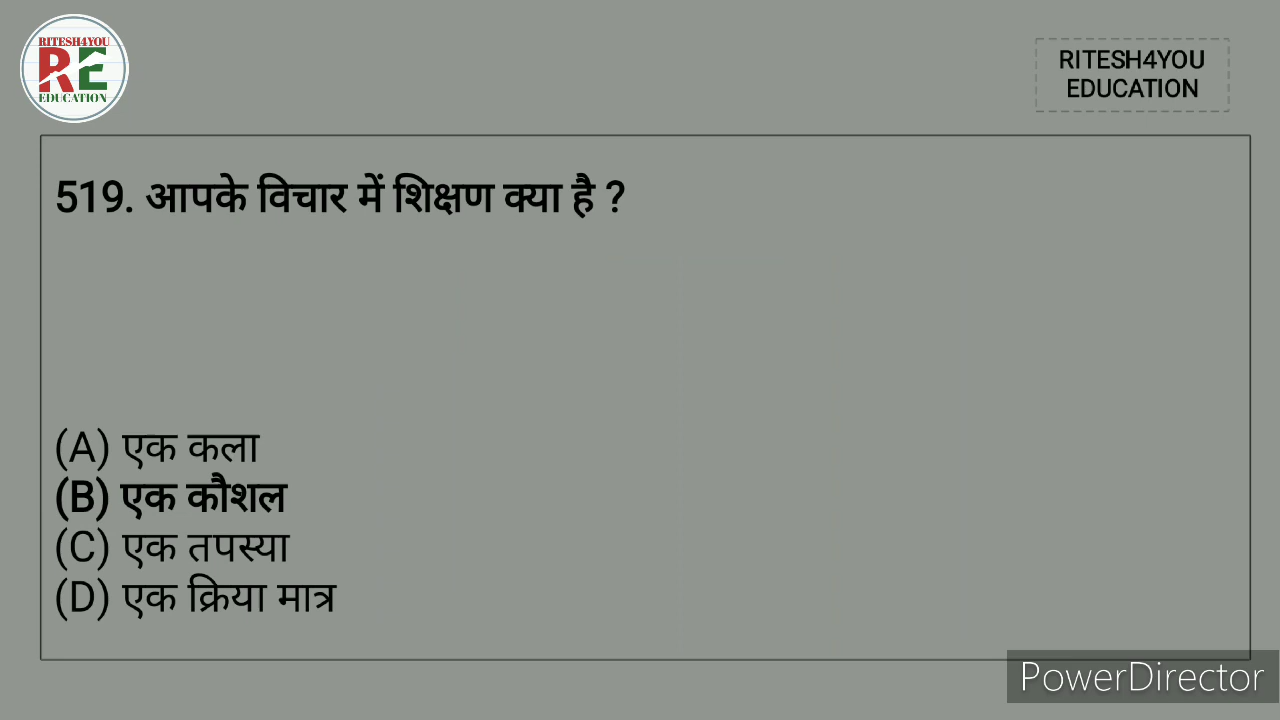 RITESH4YOU
RE
EDUCATION
RITESH4YOU
EDUCATION
519. आपके विचार में शिक्षण क्या है ?
(A) एक कला
(B) एक कौशल
(C) एक तपस्या
(D) एक क्रिया मात्र
PowerDirector